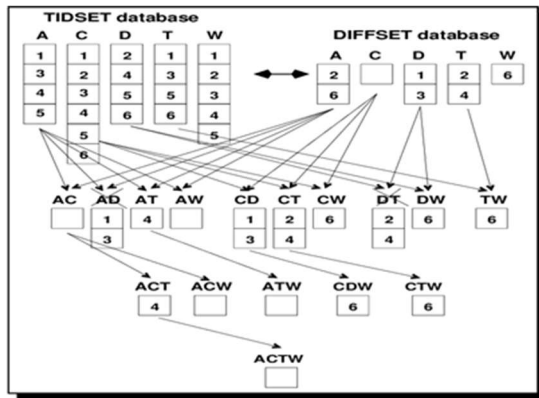 TIDSET database
DIFFSET database
A C D T W
A C D T W
1 1 2 1 1
2 1 2 6
3 2 4 3 2
6 3 4
4 3 5 5 3
5 4 6 6 4
5 5
6
AC AD AT AW CD CT CW DT DW TW
1 4 1 2 6 2 6 6
3 3 4 4
ACT ACW ATW CDW CTW
4 6 6
ACTW